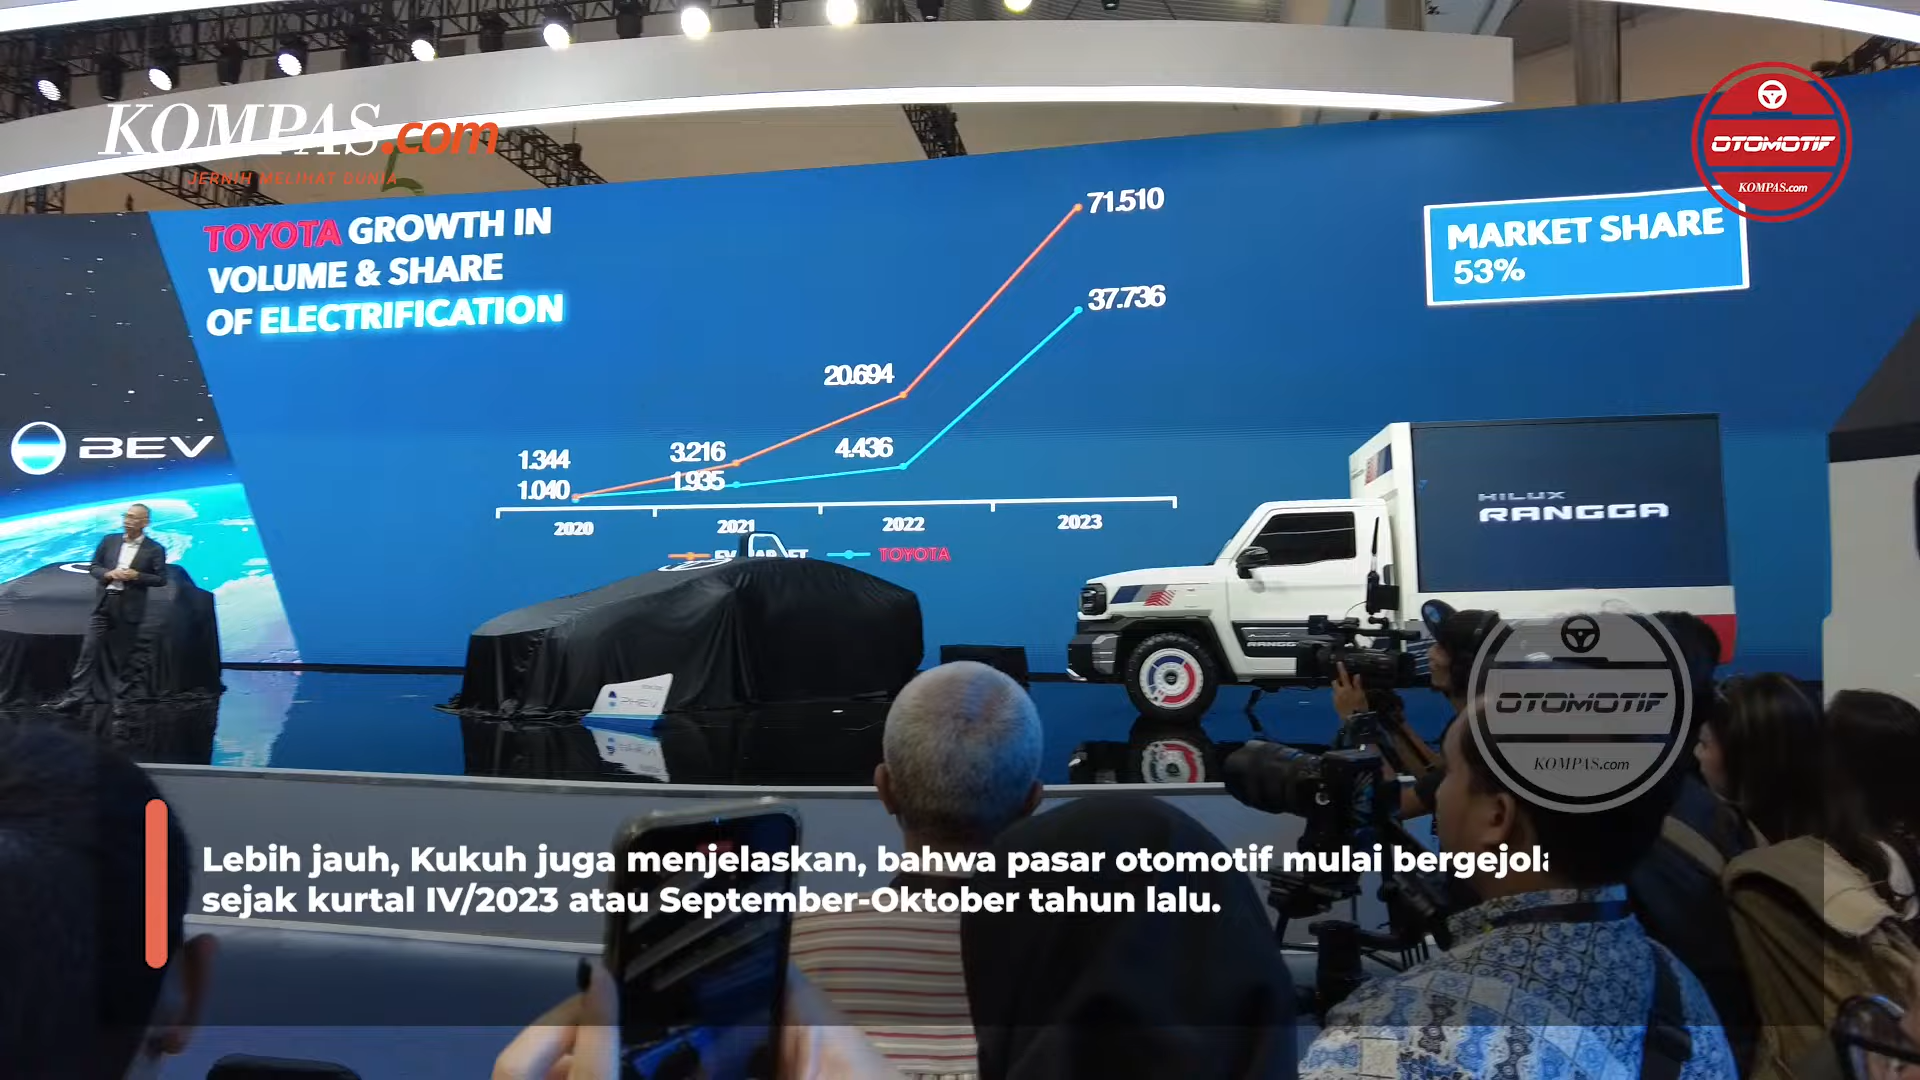 KOMPAS.com
JERNIH MELIHAT DUNIA
OTOMOTIF
KOMPAS.com
TOYOTA GROWTH IN
VOLUME & SHARE
OF ELECTRIFICATION
MARKET SHARE
53%
71.510
37.736
20.694
4.436
3.216
1.935
1.344
1.040
2020
2021
2022
2023
TOYOTA
BEV
HILUX
RANGGA
PHEV
OTOMOTIF
KOMPAS.com
Lebih jauh, Kukuh juga menjelaskan, bahwa pasar otomotif mulai
sejak kurtal IV/2023 atau September-Oktober tahun lalu.